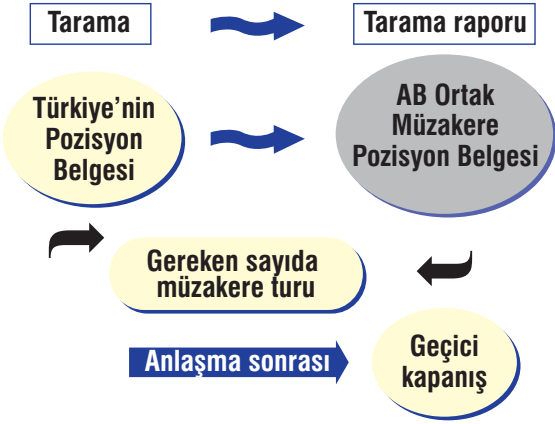 Tarama
Tarama raporu
Türkiye'nin
Pozisyon
Belgesi
AB Ortak
Müzakere
Pozisyon Belgesi
Gereken sayıda
müzakere turu
Anlaşma sonrası
Geçici
kapanış